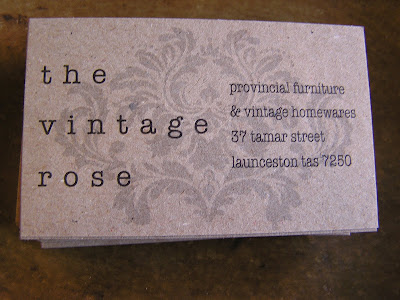 the
vintage
rose
provincial furniture
& vintage homewares
37 tamar street
launceston tas 7250